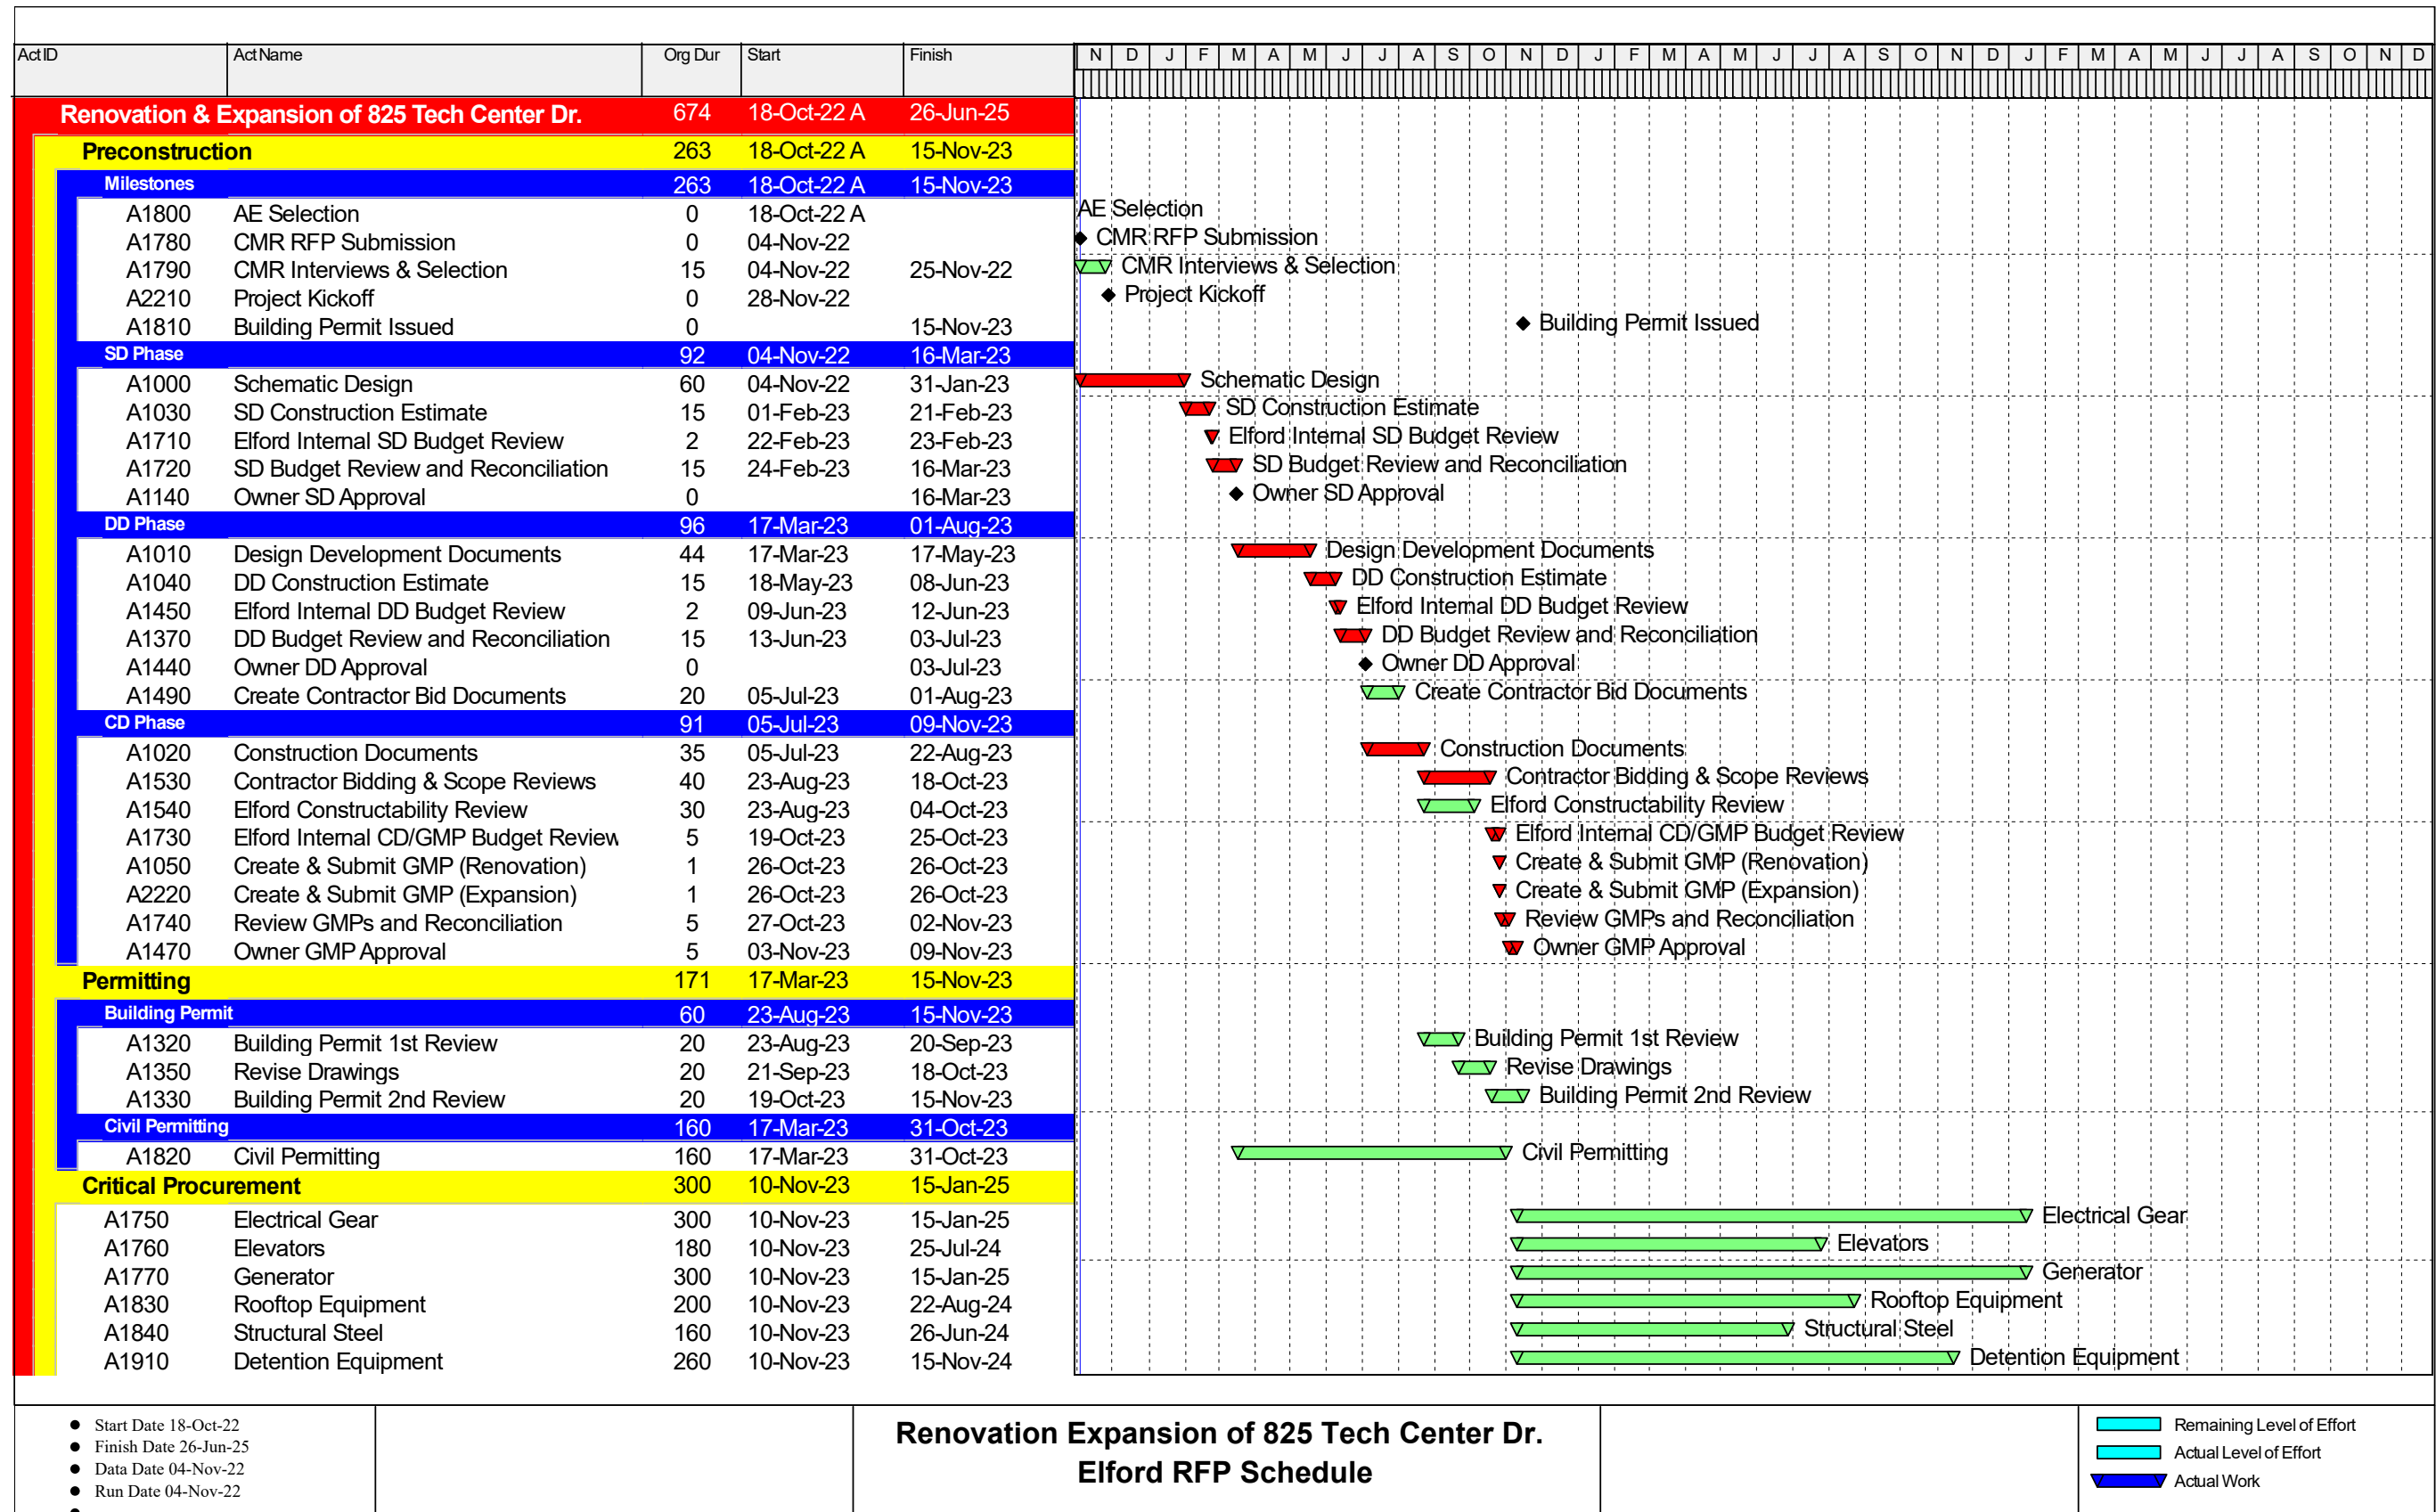 ActID ActName Org Dur Start Finish N D J F M A M J J A S O N D J F M A M J J A S O N D J F M A M J J A S O N D
Renovation & Expansion of 825 Tech Center Dr. 674 18-Oct-22 A 26-Jun-25
Preconstruction 263 18-Oct-22 A 15-Nov-23
Milestones 263 18-Oct-22 A 15-Nov-23
A1800 AE Selection 0 18-Oct-22 A AE Selection
A1780 CMR RFP Submission 0 04-Nov-22 CMR RFP Submission
A1790 CMR Interviews & Selection 15 04-Nov-22 25-Nov-22 CMR Interviews & Selection
A2210 Project Kickoff 0 28-Nov-22 Project Kickoff
A1810 Building Permit Issued 0 15-Nov-23 Building Permit Issued
SD Phase 92 04-Nov-22 16-Mar-23
A1000 Schematic Design 60 04-Nov-22 31-Jan-23 Schematic Design
A1030 SD Construction Estimate 15 01-Feb-23 21-Feb-23 SD Construction Estimate
A1710 Elford Internal SD Budget Review 2 22-Feb-23 23-Feb-23 Elford Internal SD Budget Review
A1720 SD Budget Review and Reconciliation 15 24-Feb-23 16-Mar-23 SD Budget Review and Reconciliation
A1140 Owner SD Approval 0 16-Mar-23 Owner SD Approval
DD Phase 96 17-Mar-23 01-Aug-23
A1010 Design Development Documents 44 17-Mar-23 17-May-23 Design Development Documents
A1040 DD Construction Estimate 15 18-May-23 08-Jun-23 DD Construction Estimate
A1450 Elford Internal DD Budget Review 2 09-Jun-23 12-Jun-23 Elford Internal DD Budget Review
A1370 DD Budget Review and Reconciliation 15 13-Jun-23 03-Jul-23 DD Budget Review and Reconciliation
A1440 Owner DD Approval 0 03-Jul-23 Owner DD Approval
A1490 Create Contractor Bid Documents 20 05-Jul-23 01-Aug-23 Create Contractor Bid Documents
CD Phase 91 05-Jul-23 09-Nov-23
A1020 Construction Documents 35 05-Jul-23 22-Aug-23 Construction Documents
A1530 Contractor Bidding & Scope Reviews 40 23-Aug-23 18-Oct-23 Contractor Bidding & Scope Reviews
A1540 Elford Constructability Review 30 23-Aug-23 04-Oct-23 Elford Constructability Review
A1730 Elford Internal CD/GMP Budget Review 5 19-Oct-23 25-Oct-23 Elford Internal CD/GMP Budget Review
A1050 Create & Submit GMP (Renovation) 1 26-Oct-23 26-Oct-23 Create & Submit GMP (Renovation)
A2220 Create & Submit GMP (Expansion) 1 26-Oct-23 26-Oct-23 Create & Submit GMP (Expansion)
A1740 Review GMPs and Reconciliation 5 27-Oct-23 02-Nov-23 Review GMPs and Reconciliation
A1470 Owner GMP Approval 5 03-Nov-23 09-Nov-23 Owner GMP Approval
Permitting 171 17-Mar-23 15-Nov-23
Building Permit 60 23-Aug-23 15-Nov-23
A1320 Building Permit 1st Review 20 23-Aug-23 20-Sep-23 Building Permit 1st Review
A1350 Revise Drawings 20 21-Sep-23 18-Oct-23 Revise Drawings
A1330 Building Permit 2nd Review 20 19-Oct-23 15-Nov-23 Building Permit 2nd Review
Civil Permitting 160 17-Mar-23 31-Oct-23
A1820 Civil Permitting 160 17-Mar-23 31-Oct-23 Civil Permitting
Critical Procurement 300 10-Nov-23 15-Jan-25
A1750 Electrical Gear 300 10-Nov-23 15-Jan-25 Electrical Gear
A1760 Elevators 180 10-Nov-23 25-Jul-24 Elevators
A1770 Generator 300 10-Nov-23 15-Jan-25 Generator
A1830 Rooftop Equipment 200 10-Nov-23 22-Aug-24 Rooftop Equipment
A1840 Structural Steel 160 10-Nov-23 26-Jun-24 Structural Steel
A1910 Detention Equipment 260 10-Nov-23 15-Nov-24 Detention Equipment
Start Date 18-Oct-22
Finish Date 26-Jun-25
Data Date 04-Nov-22
Run Date 04-Nov-22
Renovation Expansion of 825 Tech Center Dr.
Elford RFP Schedule
Remaining Level of Effort
Actual Level of Effort
Actual Work